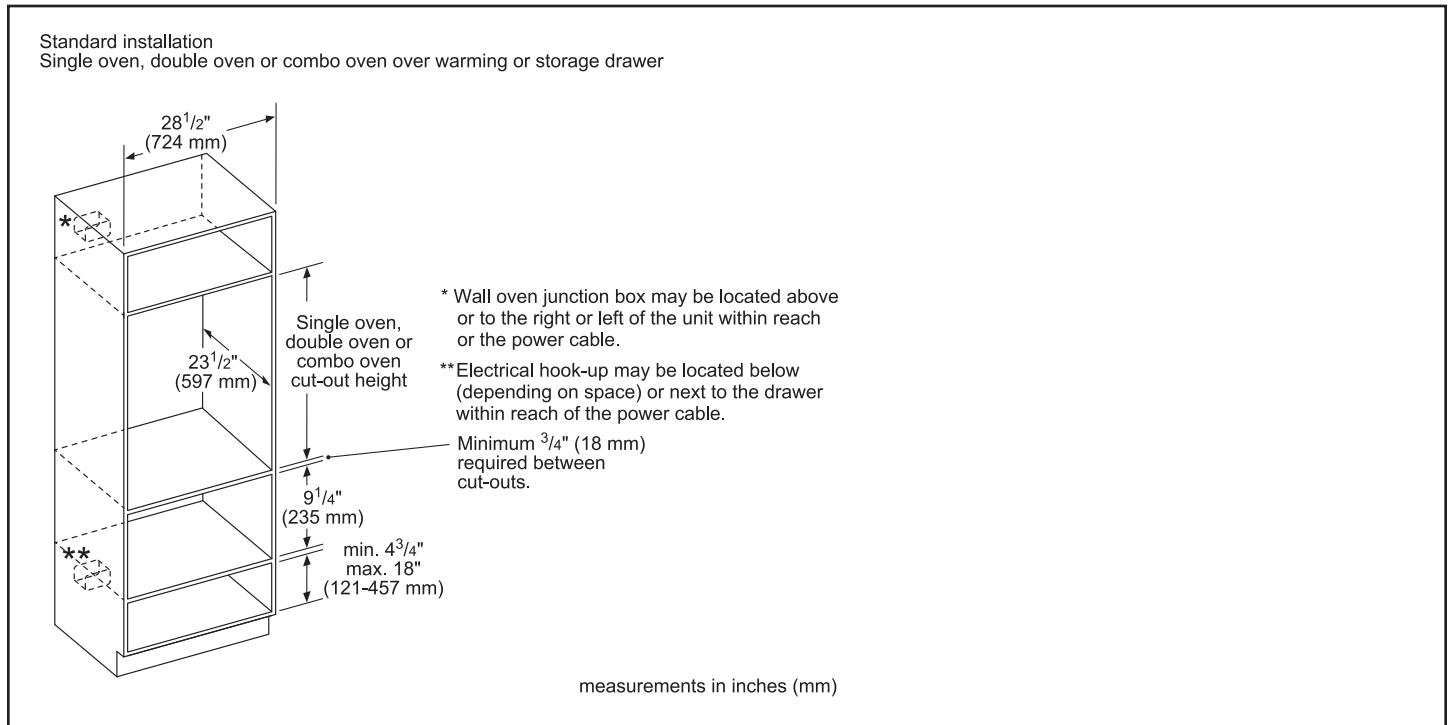 Standard installation
Single oven, double oven or combo oven over warming or storage drawer
28 1/2"
(724 mm)
*
Single oven,
double oven or
combo oven
cut-out height
23 1/2"
(597 mm)
* Wall oven junction box may be located above
or to the right or left of the unit within reach
or the power cable.
**Electrical hook-up may be located below
(depending on space) or next to the drawer
within reach of the power cable.
Minimum 3/4" (18 mm)
required between
cut-outs.
9 1/4"
(235 mm)
**
min. 4 3/4"
max. 18"
(121-457 mm)
measurements in inches (mm)